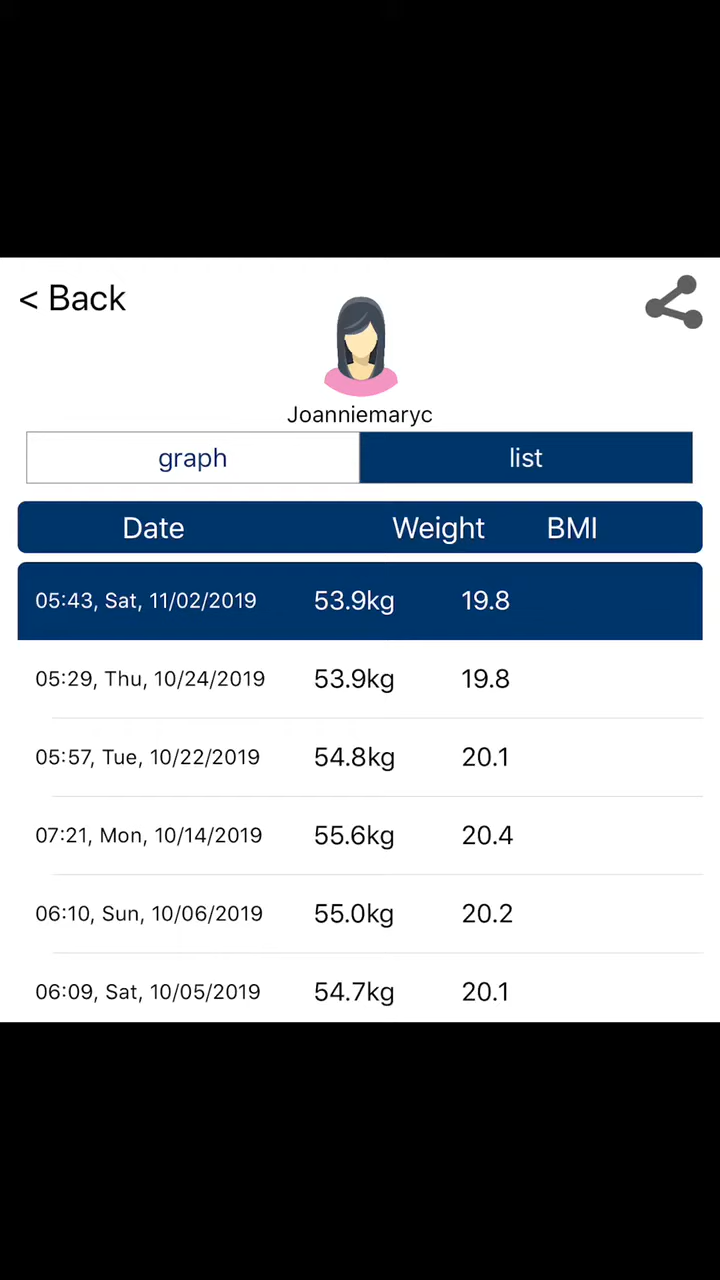 < Back
Joanniemaryc
graph list
Date Weight BMI
05:43, Sat, 11/02/2019 53.9kg 19.8
05:29, Thu, 10/24/2019 53.9kg 19.8
05:57, Tue, 10/22/2019 54.8kg 20.1
07:21, Mon, 10/14/2019 55.6kg 20.4
06:10, Sun, 10/06/2019 55.0kg 20.2
06:09, Sat, 10/05/2019 54.7kg 20.1